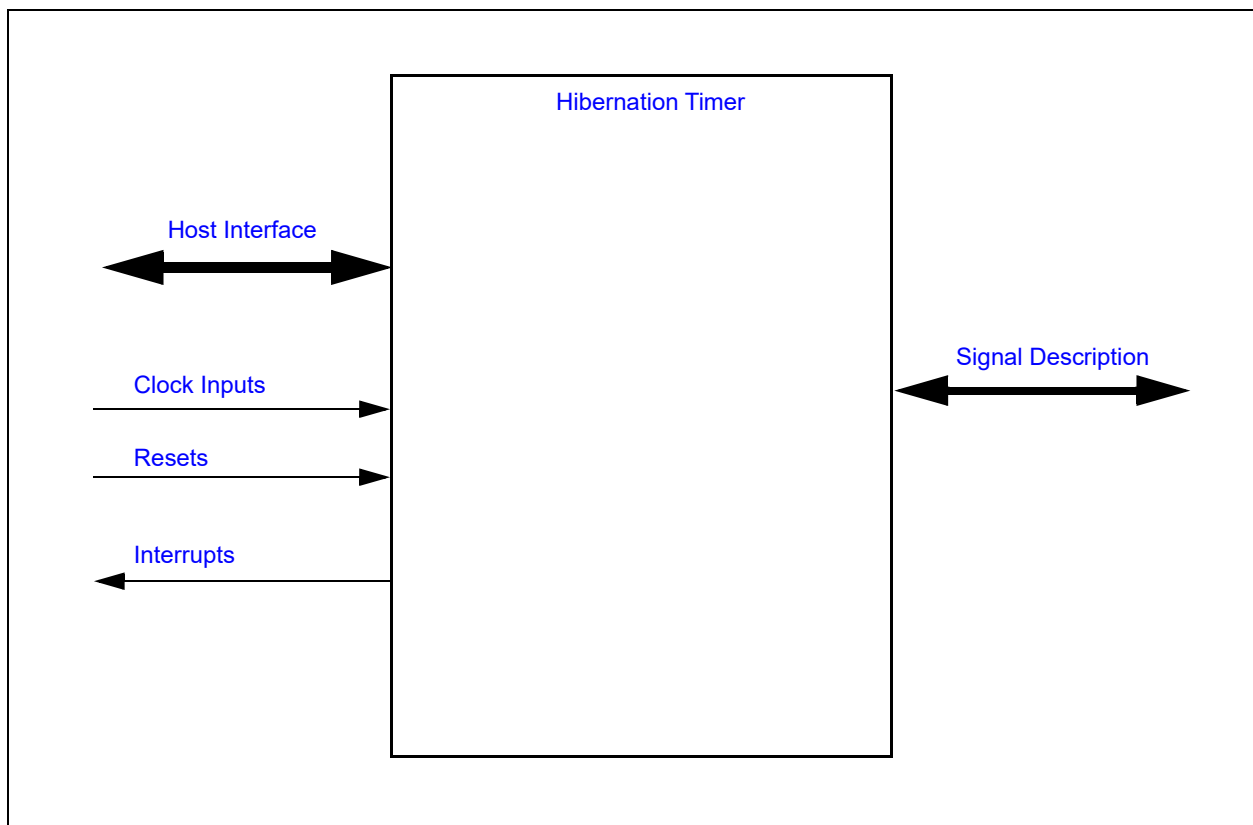 Hibernation Timer
Host Interface
Signal Description
Clock Inputs
Resets
Interrupts